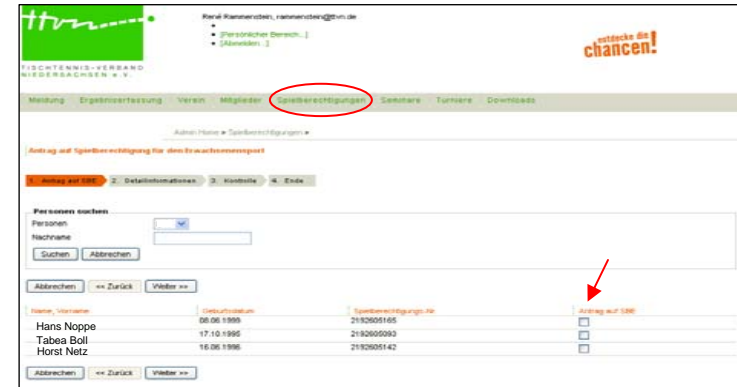 ttvn
René Rammenstein, rammenstein@ttvn.de
[Persönlicher Bereich...]
[Abmelden...]
entdecke die
chancen!
TISCHTENNIS-VERBAND
NIEDERSACHSEN e.V.
Meldung Ergebniserfassung Verein Mitglieder Spielberechtigungen Seminare Turniere Downloads
Admin Home ► Spielberechtigungen ►
Antrag auf Spielberechtigung für den Erwachsenensport
1. Antrag auf SBE 2. Detailinformationen 3. Kontrolle 4. Ende
Personen suchen
Personen
Nachname
Suchen Abbrechen
Abbrechen << Zurück Weiter >>
Name, Vorname Geburtsdatum Spielberechtigungs-Nr Antrag auf SBE
Hans Noppe 08.06.1999 2192605165
Tabea Boll 17.10.1995 2192605093
Horst Netz 16.06.1996 2192605142
Abbrechen << Zurück Weiter >>